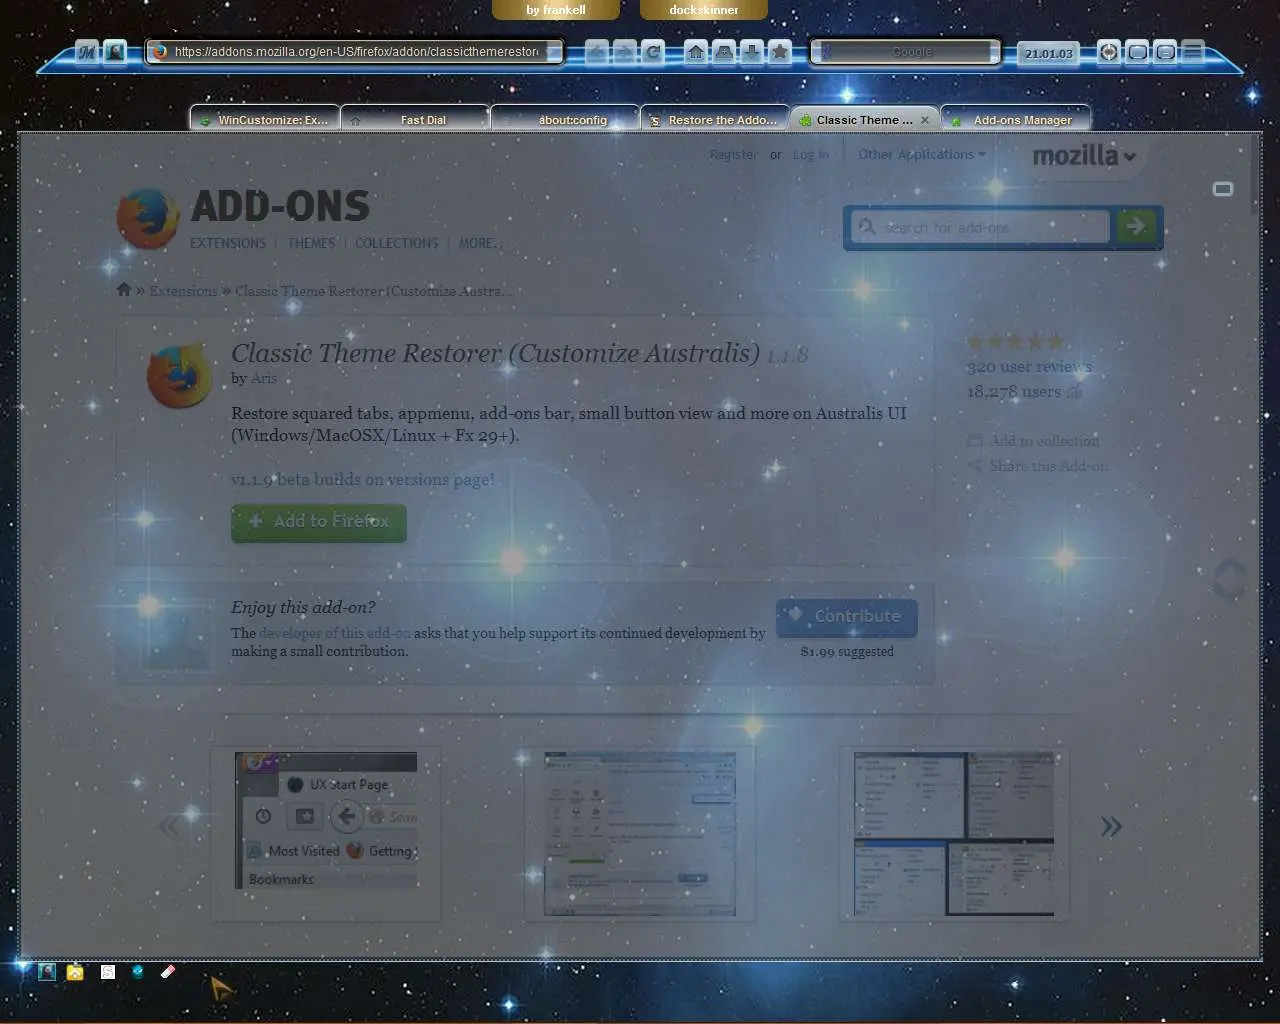 by frankell
dockskinner
https://addons.mozilla.org/en-US/firefox/addon/classicthemerestorer
Google
21.01.03
WinCustomize: Ex...
Fast Dial
about:config
Restore the Addo...
Classic Theme ...
Add-ons Manager
Register or Log in
Other Applications
mozilla
ADD-ONS
EXTENSIONS | THEMES | COLLECTIONS | MORE...
search for add-ons
» Extensions » Classic Theme Restorer (Customize Austra...
Classic Theme Restorer (Customize Australis) 1.1.8
by Aris
Restore squared tabs, appmenu, add-ons bar, small button view and more on Australis UI
(Windows/MacOSX/Linux + Fx 29+).
v1.1.9 beta builds on versions page!
Add to Firefox
320 user reviews
18,278 users
Add to collection
Share this Add-on
Enjoy this add-on?
The developer of this add-on asks that you help support its continued development by
making a small contribution.
Contribute
$1.99 suggested
UX Start Page
Sear
Most Visited
Getting
Bookmarks